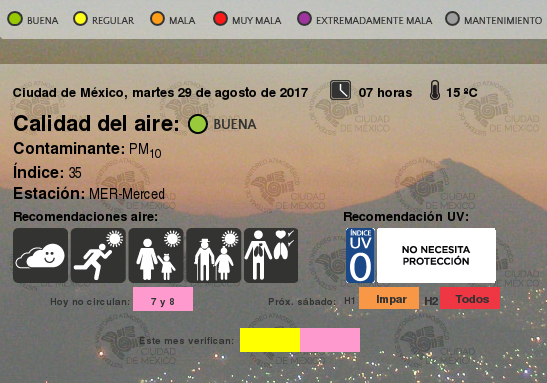 BUENA REGULAR MALA MUY MALA EXTREMADAMENTE MALA MANTENIMIENTO
Ciudad de México, martes 29 de agosto de 2017 07 horas 15 ºC
Calidad del aire: BUENA
Contaminante: PM10
Índice: 35
Estación: MER-Merced
Recomendaciones aire: Recomendación UV:
ÍNDICE
UV
0
NO NECESITA
PROTECCIÓN
Hoy no circulan: 7 y 8 Próx. sábado: H1 Impar H2 Todos
Este mes verifican:
MONITOREO ATMOSFÉRICO
CIUDAD
DE MÉXICO